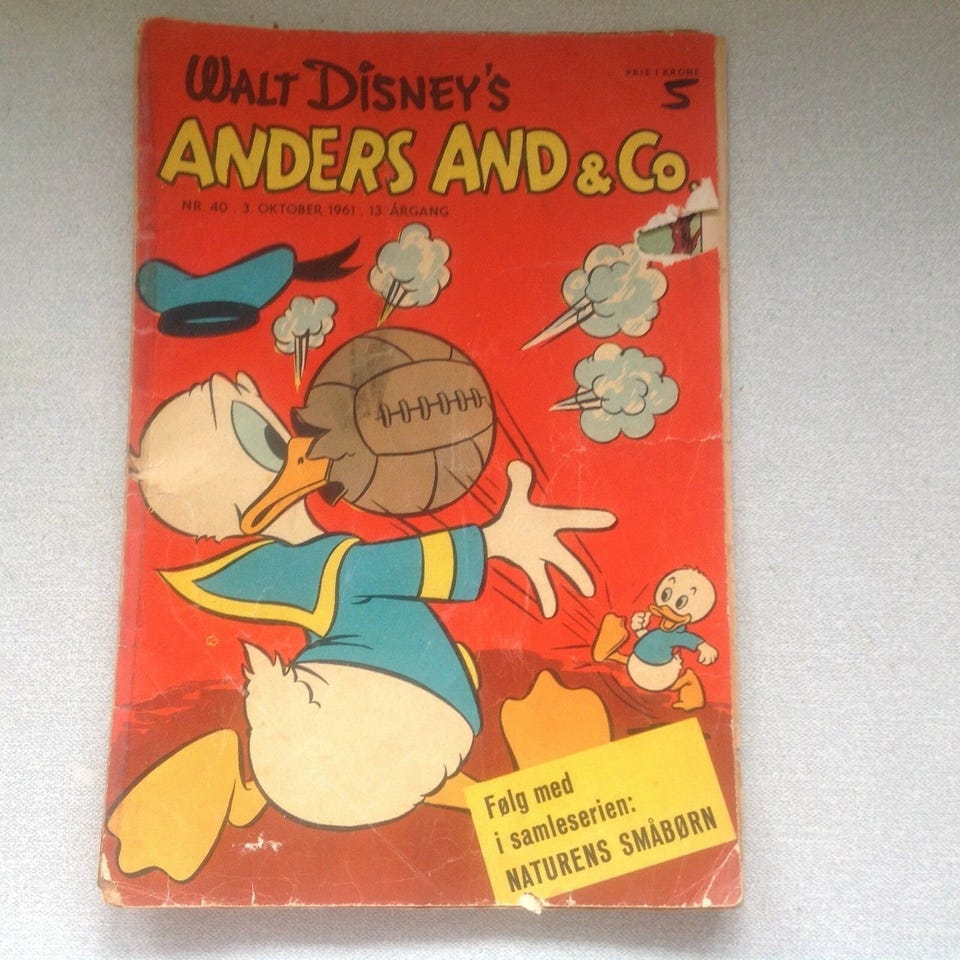 WALT DISNEY'S
PRIS 1 KRONE
5
ANDERS AND & CO.
NR. 40 . 3. OKTOBER 1961 . 13. ÅRGANG
Følg med
i samleserien:
NATURENS SMÅBØRN